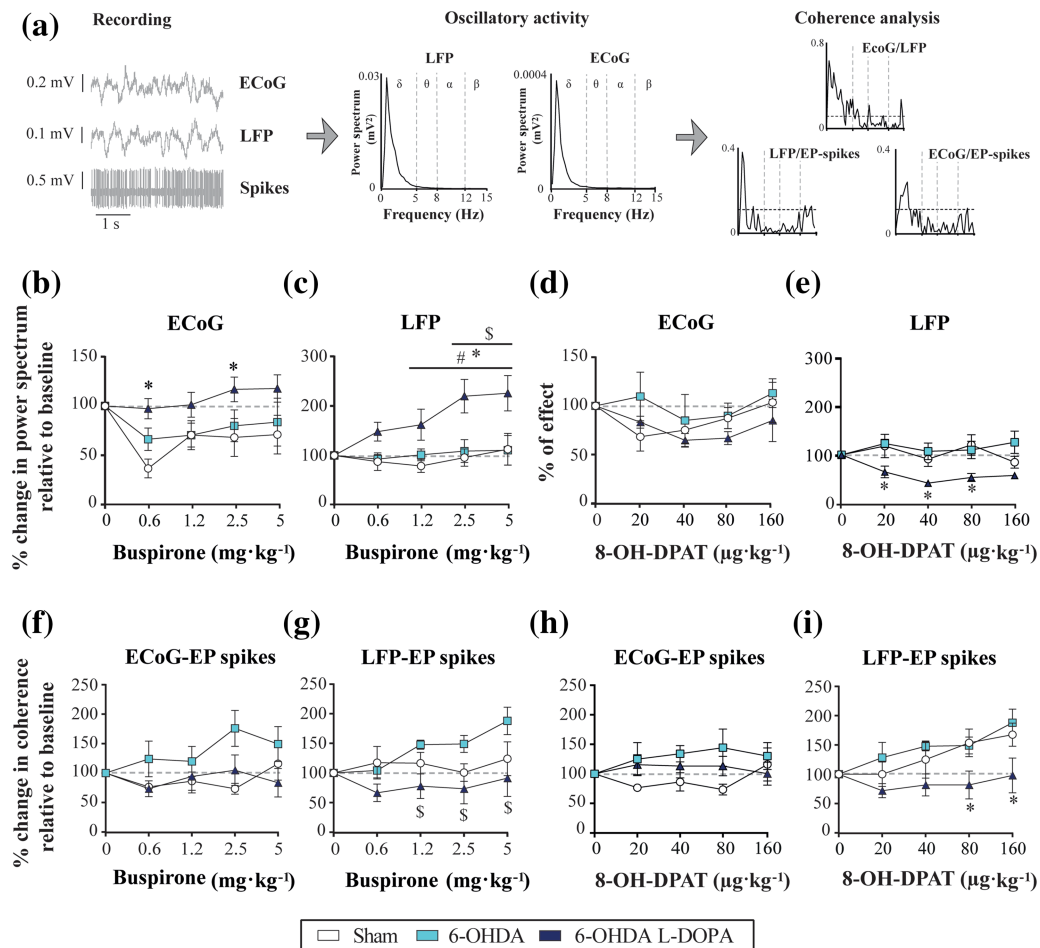 (a)
Recording
Oscillatory activity
Coherence analysis
0.2 mV
ECoG
0.1 mV
LFP
0.5 mV
Spikes
1 s
LFP
Power spectrum
(mV²)
0.03
0
δ θ α β
0 5 8 12 15
Frequency (Hz)
ECoG
Power spectrum
(mV²)
0.0004
0
δ θ α β
0 5 8 12 15
Frequency (Hz)
EcoG/LFP
0.8
0
LFP/EP-spikes
0.4
0
ECoG/EP-spikes
0.4
0
% change in power spectrum
relative to baseline
(b)
ECoG
150
100
50
0
* *
0 0.6 1.2 2.5 5
Buspirone (mg·kg⁻¹)
(c)
LFP
300
200
100
0
$
# *
0 0.6 1.2 2.5 5
Buspirone (mg·kg⁻¹)
(d)
ECoG
% of effect
150
100
50
0
0 20 40 80 160
8-OH-DPAT (μg·kg⁻¹)
(e)
LFP
300
200
100
0
* * *
0 20 40 80 160
8-OH-DPAT (μg·kg⁻¹)
% change in coherence
relative to baseline
(f)
ECoG-EP spikes
250
200
150
100
50
0
0 0.6 1.2 2.5 5
Buspirone (mg·kg⁻¹)
(g)
LFP-EP spikes
250
200
150
100
50
0
$ $ $
0 0.6 1.2 2.5 5
Buspirone (mg·kg⁻¹)
(h)
ECoG-EP spikes
250
200
150
100
50
0
0 20 40 80 160
8-OH-DPAT (μg·kg⁻¹)
(i)
LFP-EP spikes
250
200
150
100
50
0
* *
0 20 40 80 160
8-OH-DPAT (μg·kg⁻¹)
Sham 6-OHDA 6-OHDA L-DOPA